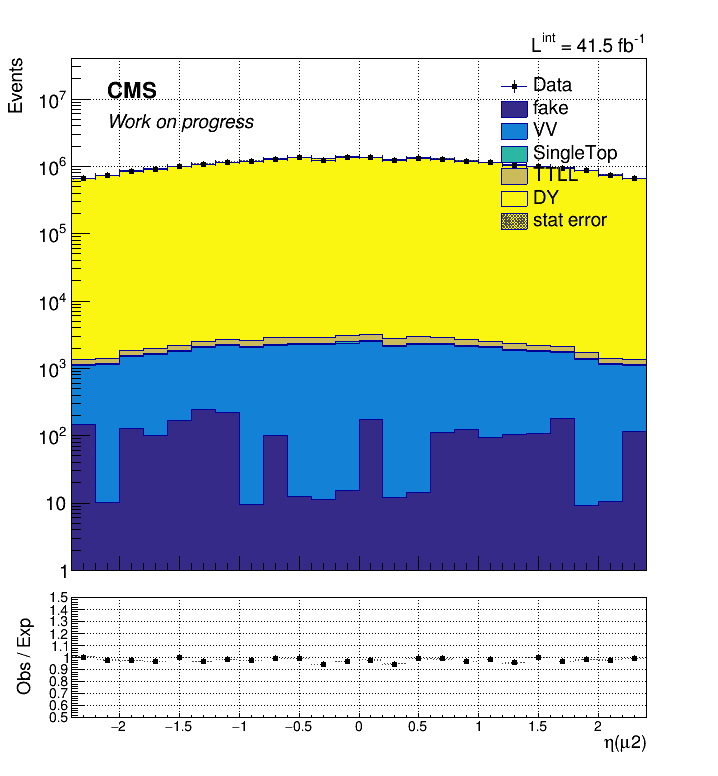 L^int = 41.5 fb^-1
Events
CMS
Work on progress
Data
fake
VV
SingleTop
TTLL
DY
stat error
10^7
10^6
10^5
10^4
10^3
10^2
10
1
Obs / Exp
1.5
1.4
1.3
1.2
1.1
1
0.9
0.8
0.7
0.6
0.5
−2 −1.5 −1 −0.5 0 0.5 1 1.5 2
η(μ2)